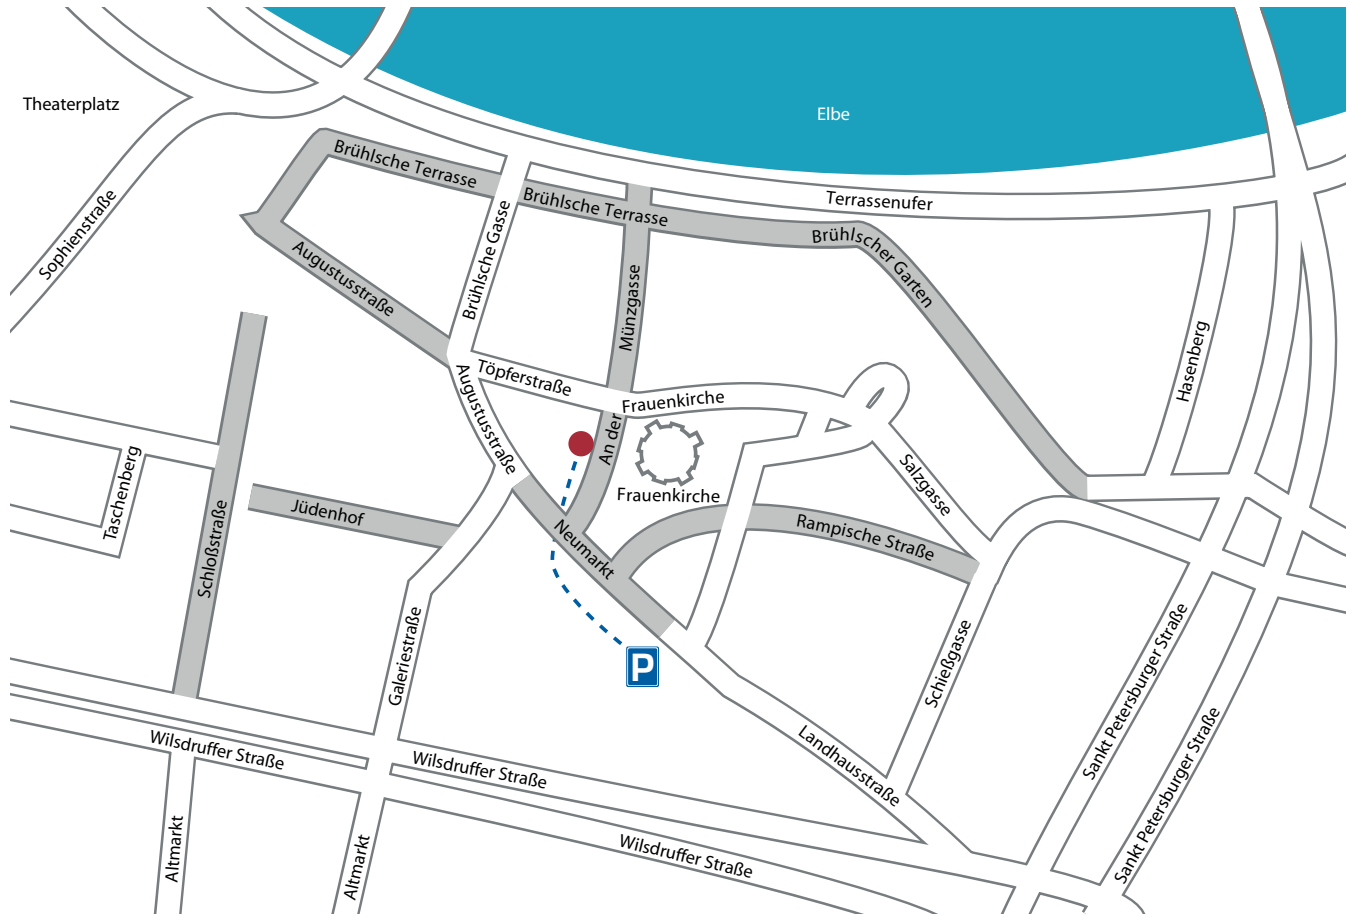 Theaterplatz
Elbe
Brühlsche Terrasse
Brühlsche Terrasse
Terrassenufer
Sophienstraße
Brühlsche Gasse
Brühlscher Garten
Augustusstraße
Münzgasse
Hasenberg
Töpferstraße
Frauenkirche
Augustusstraße
An der
Frauenkirche
Salzgasse
Taschenberg
Jüdenhof
Schloßstraße
Neumarkt
Rampische Straße
Galeriestraße
P
Schießgasse
Sankt Petersburger Straße
Sankt Petersburger Straße
Wilsdruffer Straße
Wilsdruffer Straße
Landhausstraße
Wilsdruffer Straße
Altmarkt
Altmarkt